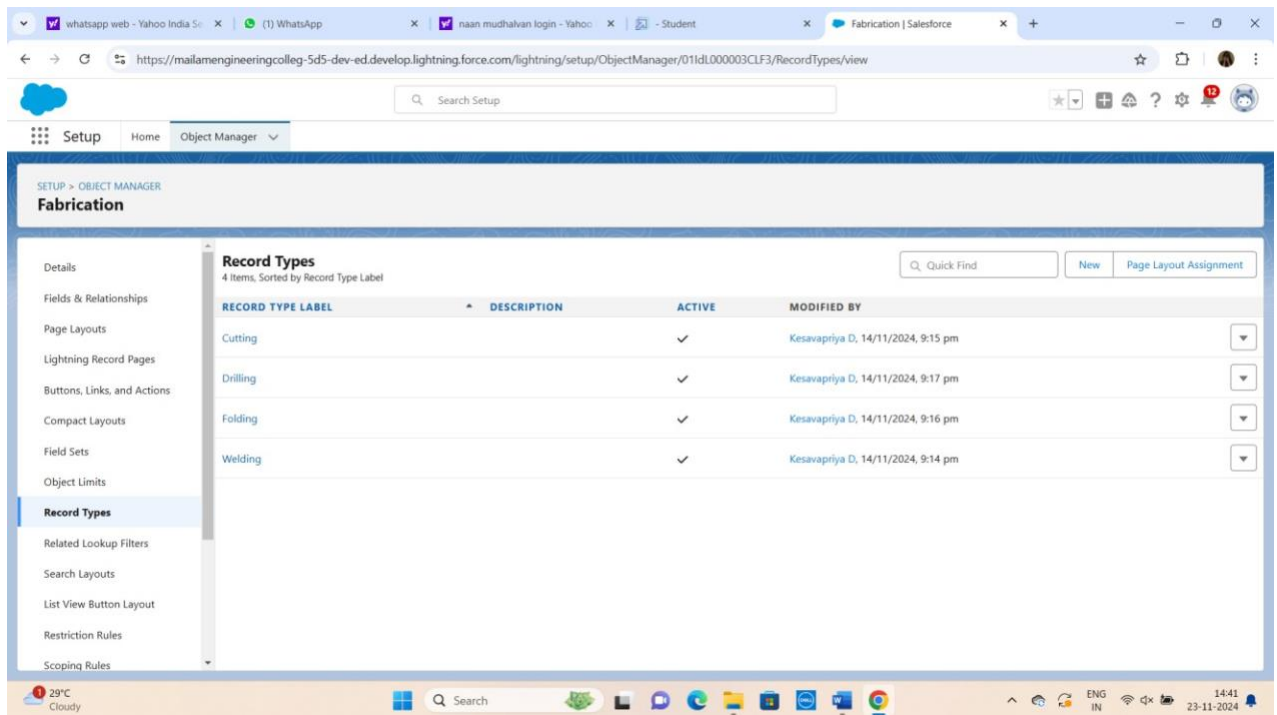 whatsapp web - Yahoo India Se
(1) WhatsApp
naan mudhalvan login - Yahoo
- Student
Fabrication | Salesforce
https://mailamengineeringcolleg-5d5-dev-ed.develop.lightning.force.com/lightning/setup/ObjectManager/01IdL000003CLF3/RecordTypes/view
Search Setup
12
Setup Home Object Manager
SETUP > OBJECT MANAGER
Fabrication
Details
Fields & Relationships
Page Layouts
Lightning Record Pages
Buttons, Links, and Actions
Compact Layouts
Field Sets
Object Limits
Record Types
Related Lookup Filters
Search Layouts
List View Button Layout
Restriction Rules
Scoping Rules
Record Types
4 Items, Sorted by Record Type Label
Quick Find
New
Page Layout Assignment
RECORD TYPE LABEL DESCRIPTION ACTIVE MODIFIED BY
Cutting Kesavapriya D, 14/11/2024, 9:15 pm
Drilling Kesavapriya D, 14/11/2024, 9:17 pm
Folding Kesavapriya D, 14/11/2024, 9:16 pm
Welding Kesavapriya D, 14/11/2024, 9:14 pm
1
29°C
Cloudy
Search
ENG
IN
14:41
23-11-2024